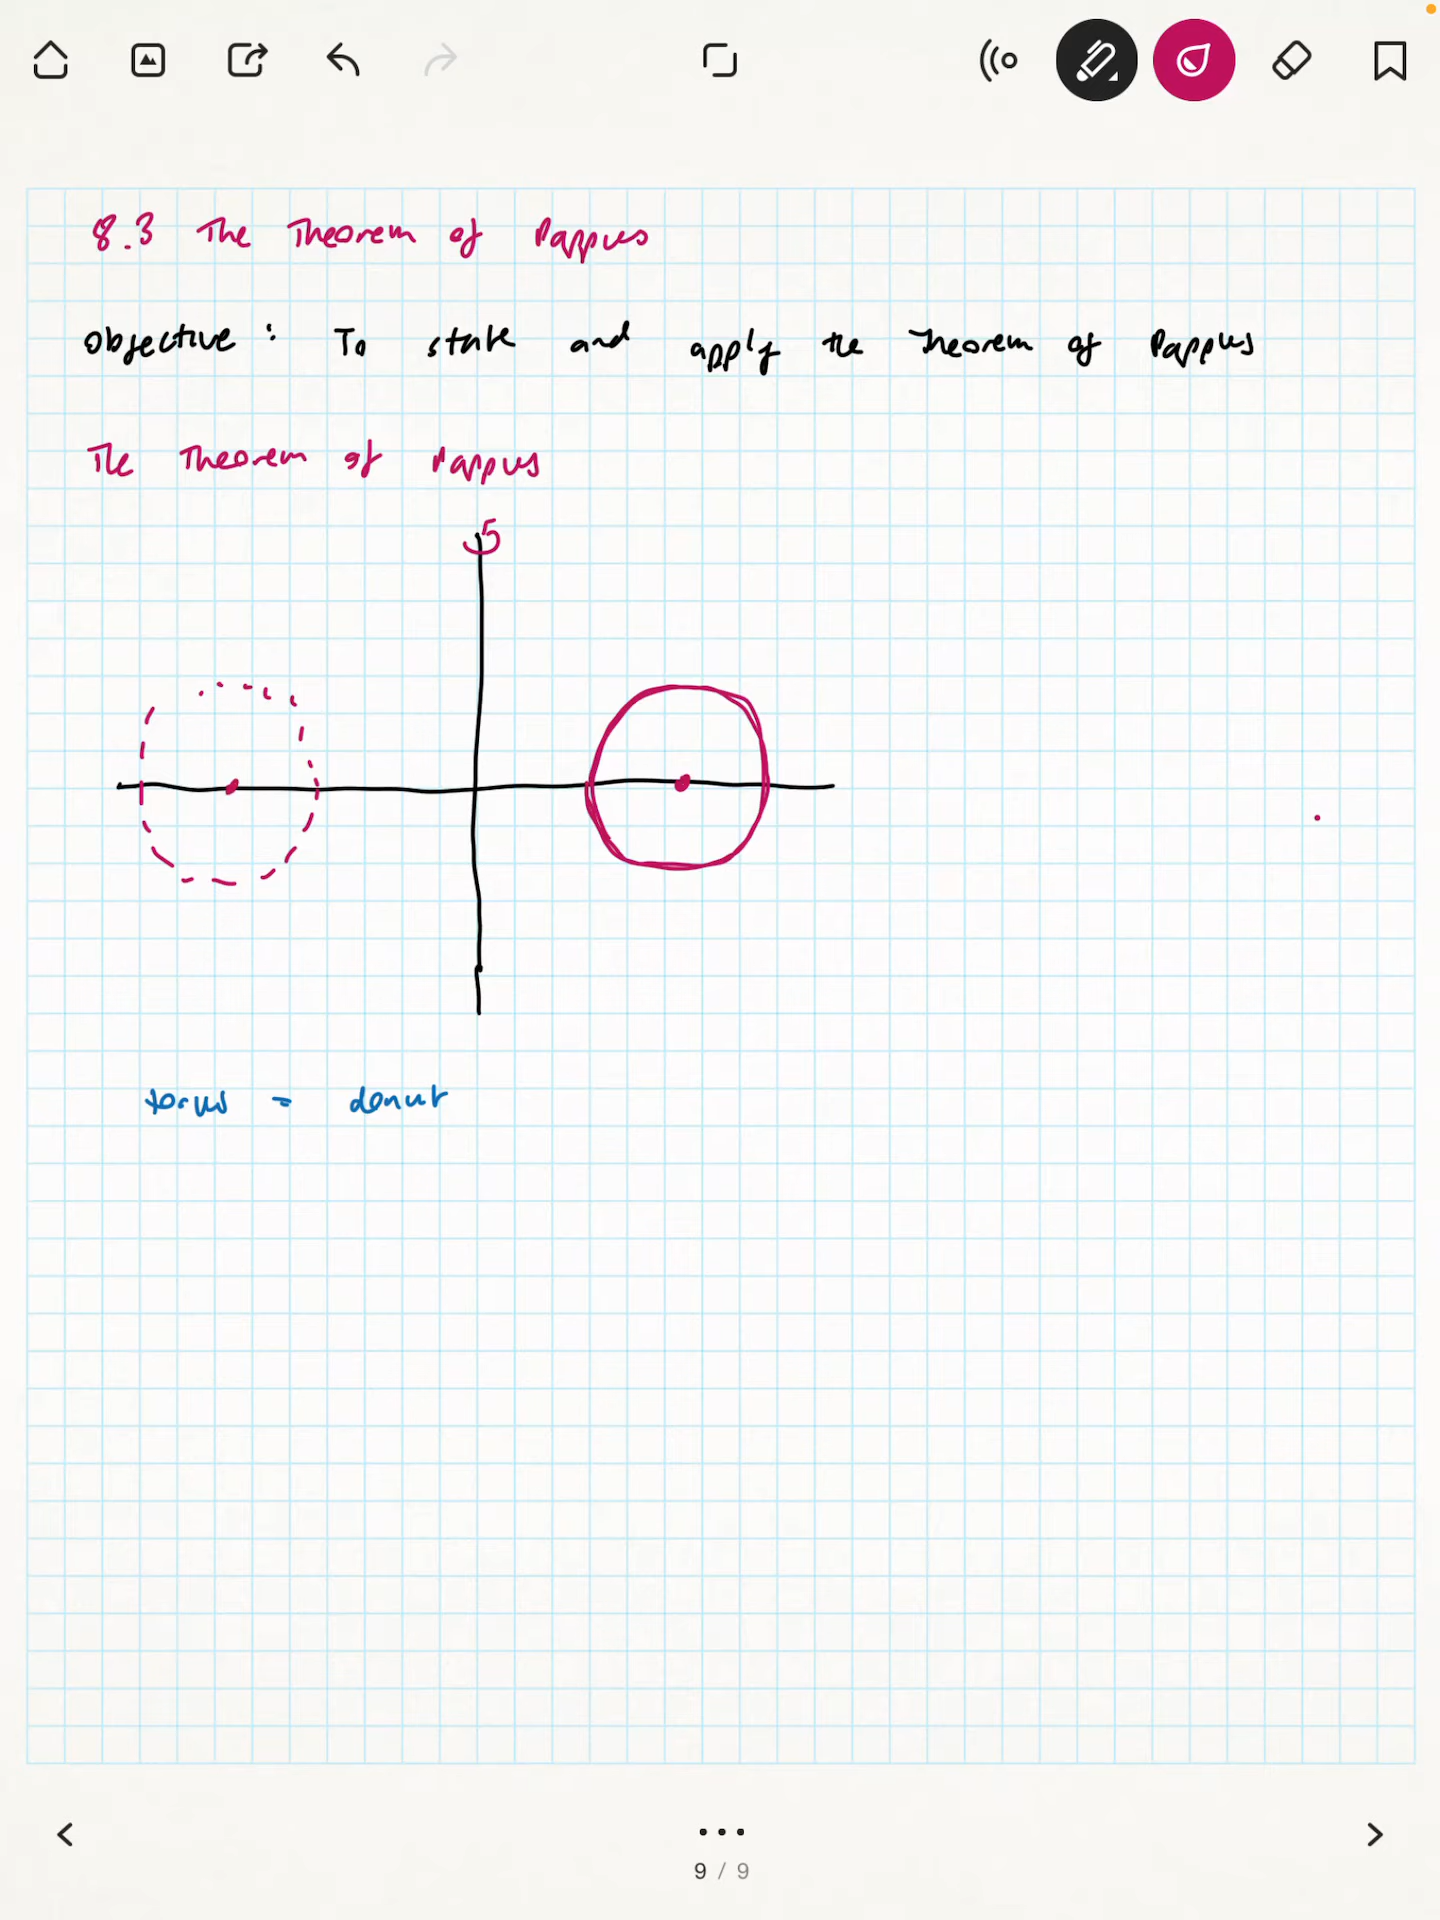 8.3 The Theorem of Pappus
Objective: To state and apply the Theorem of Pappus
The Theorem of Pappus
torus = donut
9 / 9